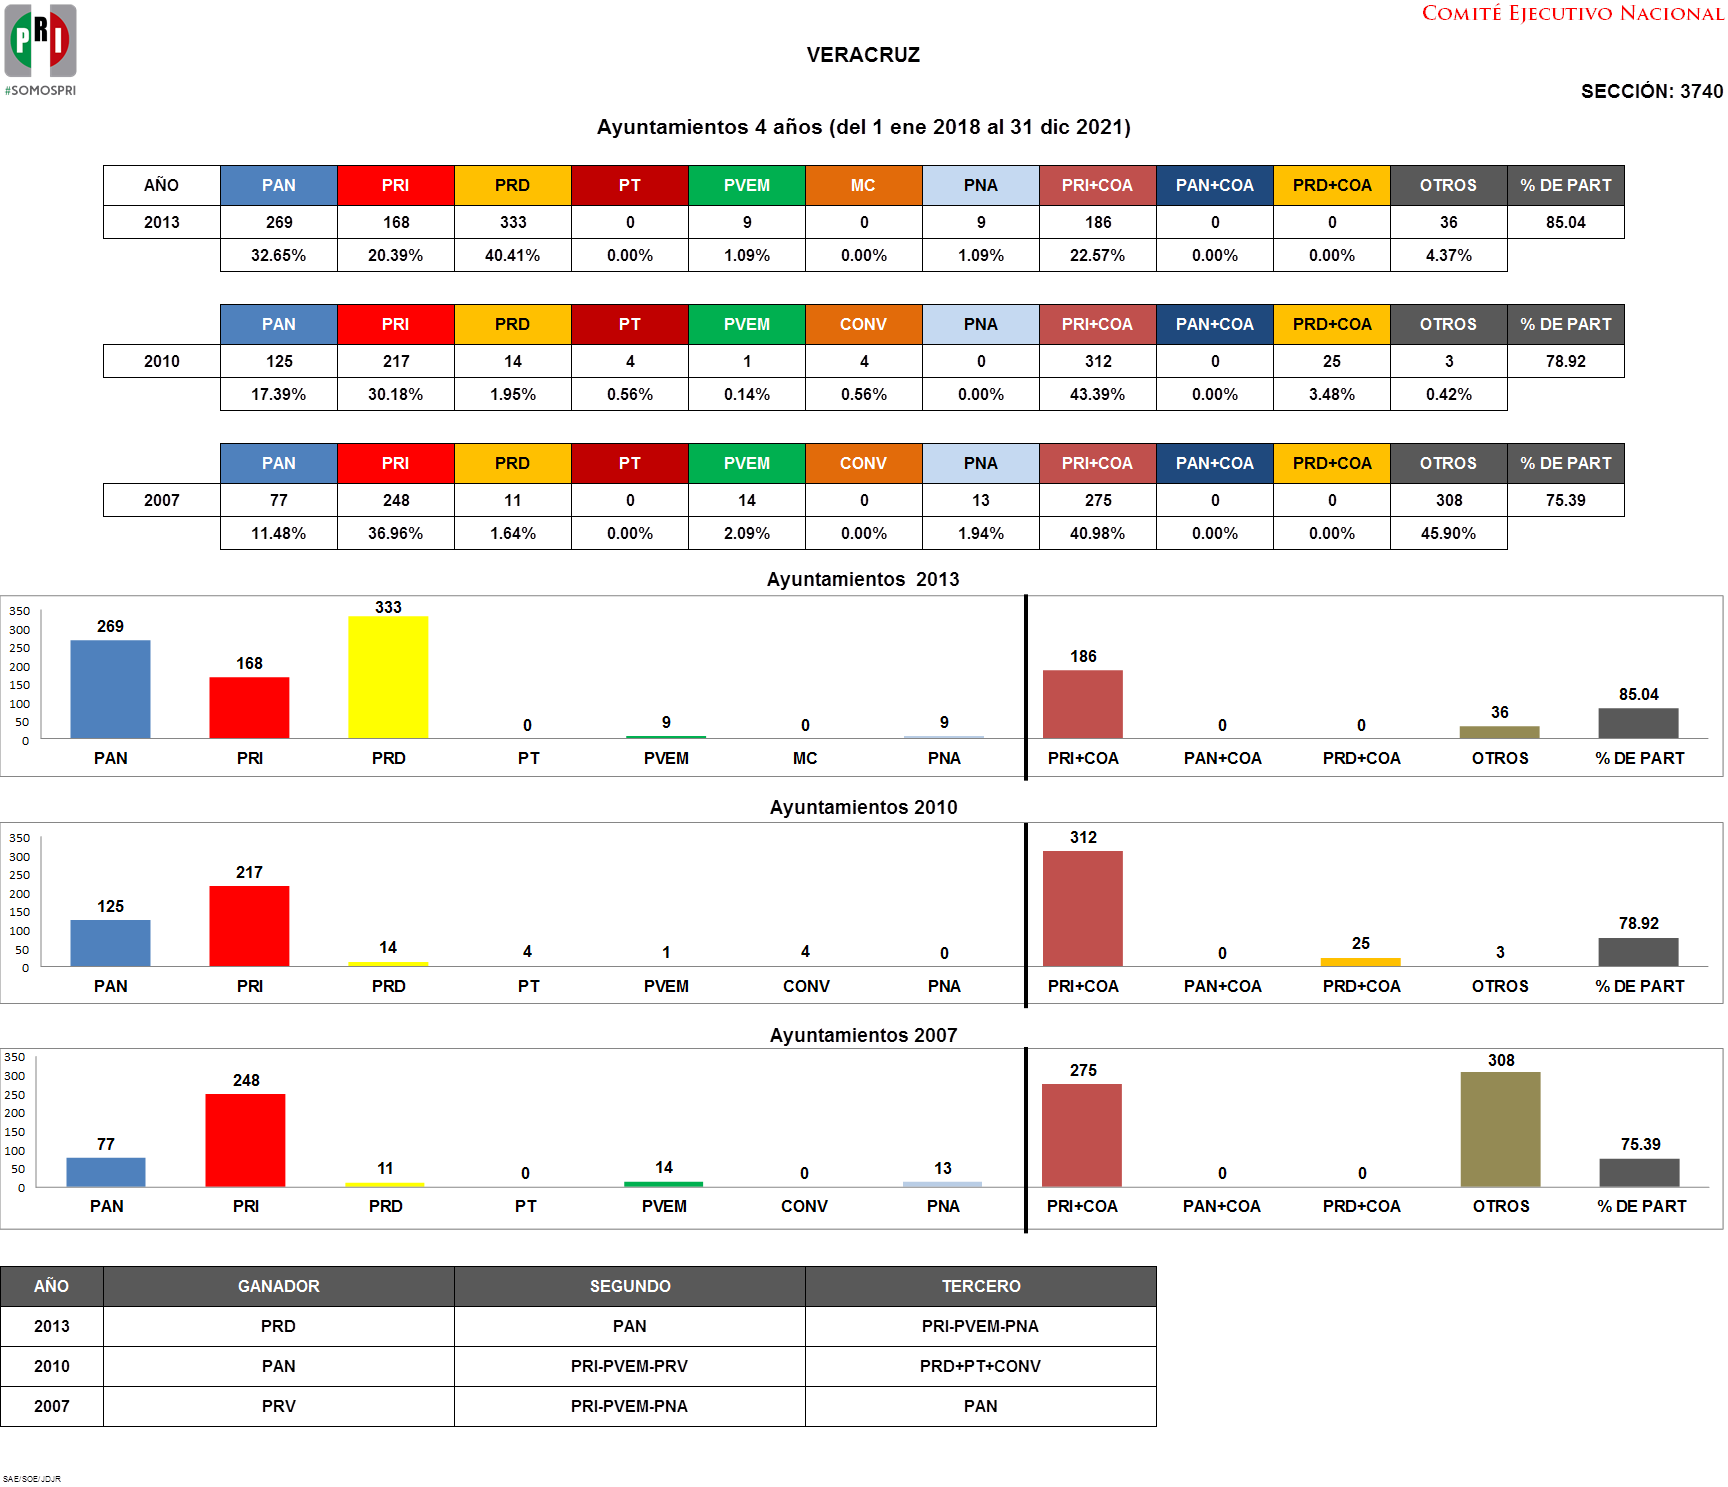 PRI
#SOMOSPRI
COMITÉ EJECUTIVO NACIONAL
VERACRUZ
SECCIÓN: 3740
Ayuntamientos 4 años (del 1 ene 2018 al 31 dic 2021)
AÑO PAN PRI PRD PT PVEM MC PNA PRI+COA PAN+COA PRD+COA OTROS % DE PART
2013 269 168 333 0 9 0 9 186 0 0 36 85.04
32.65% 20.39% 40.41% 0.00% 1.09% 0.00% 1.09% 22.57% 0.00% 0.00% 4.37%
PAN PRI PRD PT PVEM CONV PNA PRI+COA PAN+COA PRD+COA OTROS % DE PART
2010 125 217 14 4 1 4 0 312 0 25 3 78.92
17.39% 30.18% 1.95% 0.56% 0.14% 0.56% 0.00% 43.39% 0.00% 3.48% 0.42%
PAN PRI PRD PT PVEM CONV PNA PRI+COA PAN+COA PRD+COA OTROS % DE PART
2007 77 248 11 0 14 0 13 275 0 0 308 75.39
11.48% 36.96% 1.64% 0.00% 2.09% 0.00% 1.94% 40.98% 0.00% 0.00% 45.90%
Ayuntamientos 2013
350
300
250
200
150
100
50
0
269 168 333 0 9 0 9 186 0 0 36 85.04
PAN PRI PRD PT PVEM MC PNA PRI+COA PAN+COA PRD+COA OTROS % DE PART
Ayuntamientos 2010
350
300
250
200
150
100
50
0
125 217 14 4 1 4 0 312 0 25 3 78.92
PAN PRI PRD PT PVEM CONV PNA PRI+COA PAN+COA PRD+COA OTROS % DE PART
Ayuntamientos 2007
350
300
250
200
150
100
50
0
77 248 11 0 14 0 13 275 0 0 308 75.39
PAN PRI PRD PT PVEM CONV PNA PRI+COA PAN+COA PRD+COA OTROS % DE PART
AÑO GANADOR SEGUNDO TERCERO
2013 PRD PAN PRI-PVEM-PNA
2010 PAN PRI-PVEM-PRV PRD+PT+CONV
2007 PRV PRI-PVEM-PNA PAN
SAE/SOE/JDJR